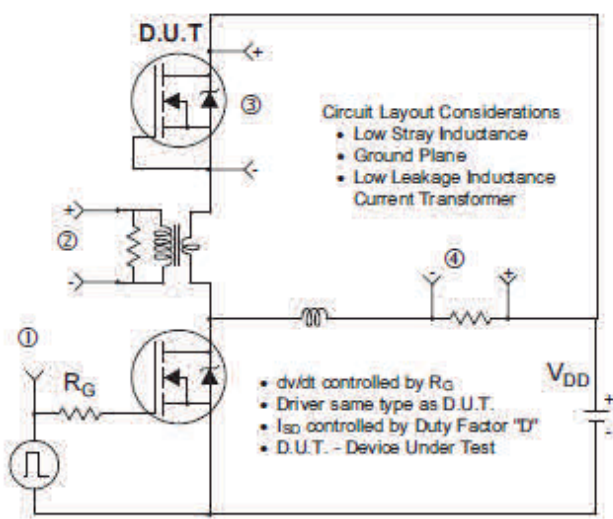 D.U.T
+
③
-
Circuit Layout Considerations
• Low Stray Inductance
• Ground Plane
• Low Leakage Inductance
Current Transformer
+
②
-
④
- +
①
RG
VDD
+
-
• dv/dt controlled by RG
• Driver same type as D.U.T.
• ISD controlled by Duty Factor "D"
• D.U.T. - Device Under Test